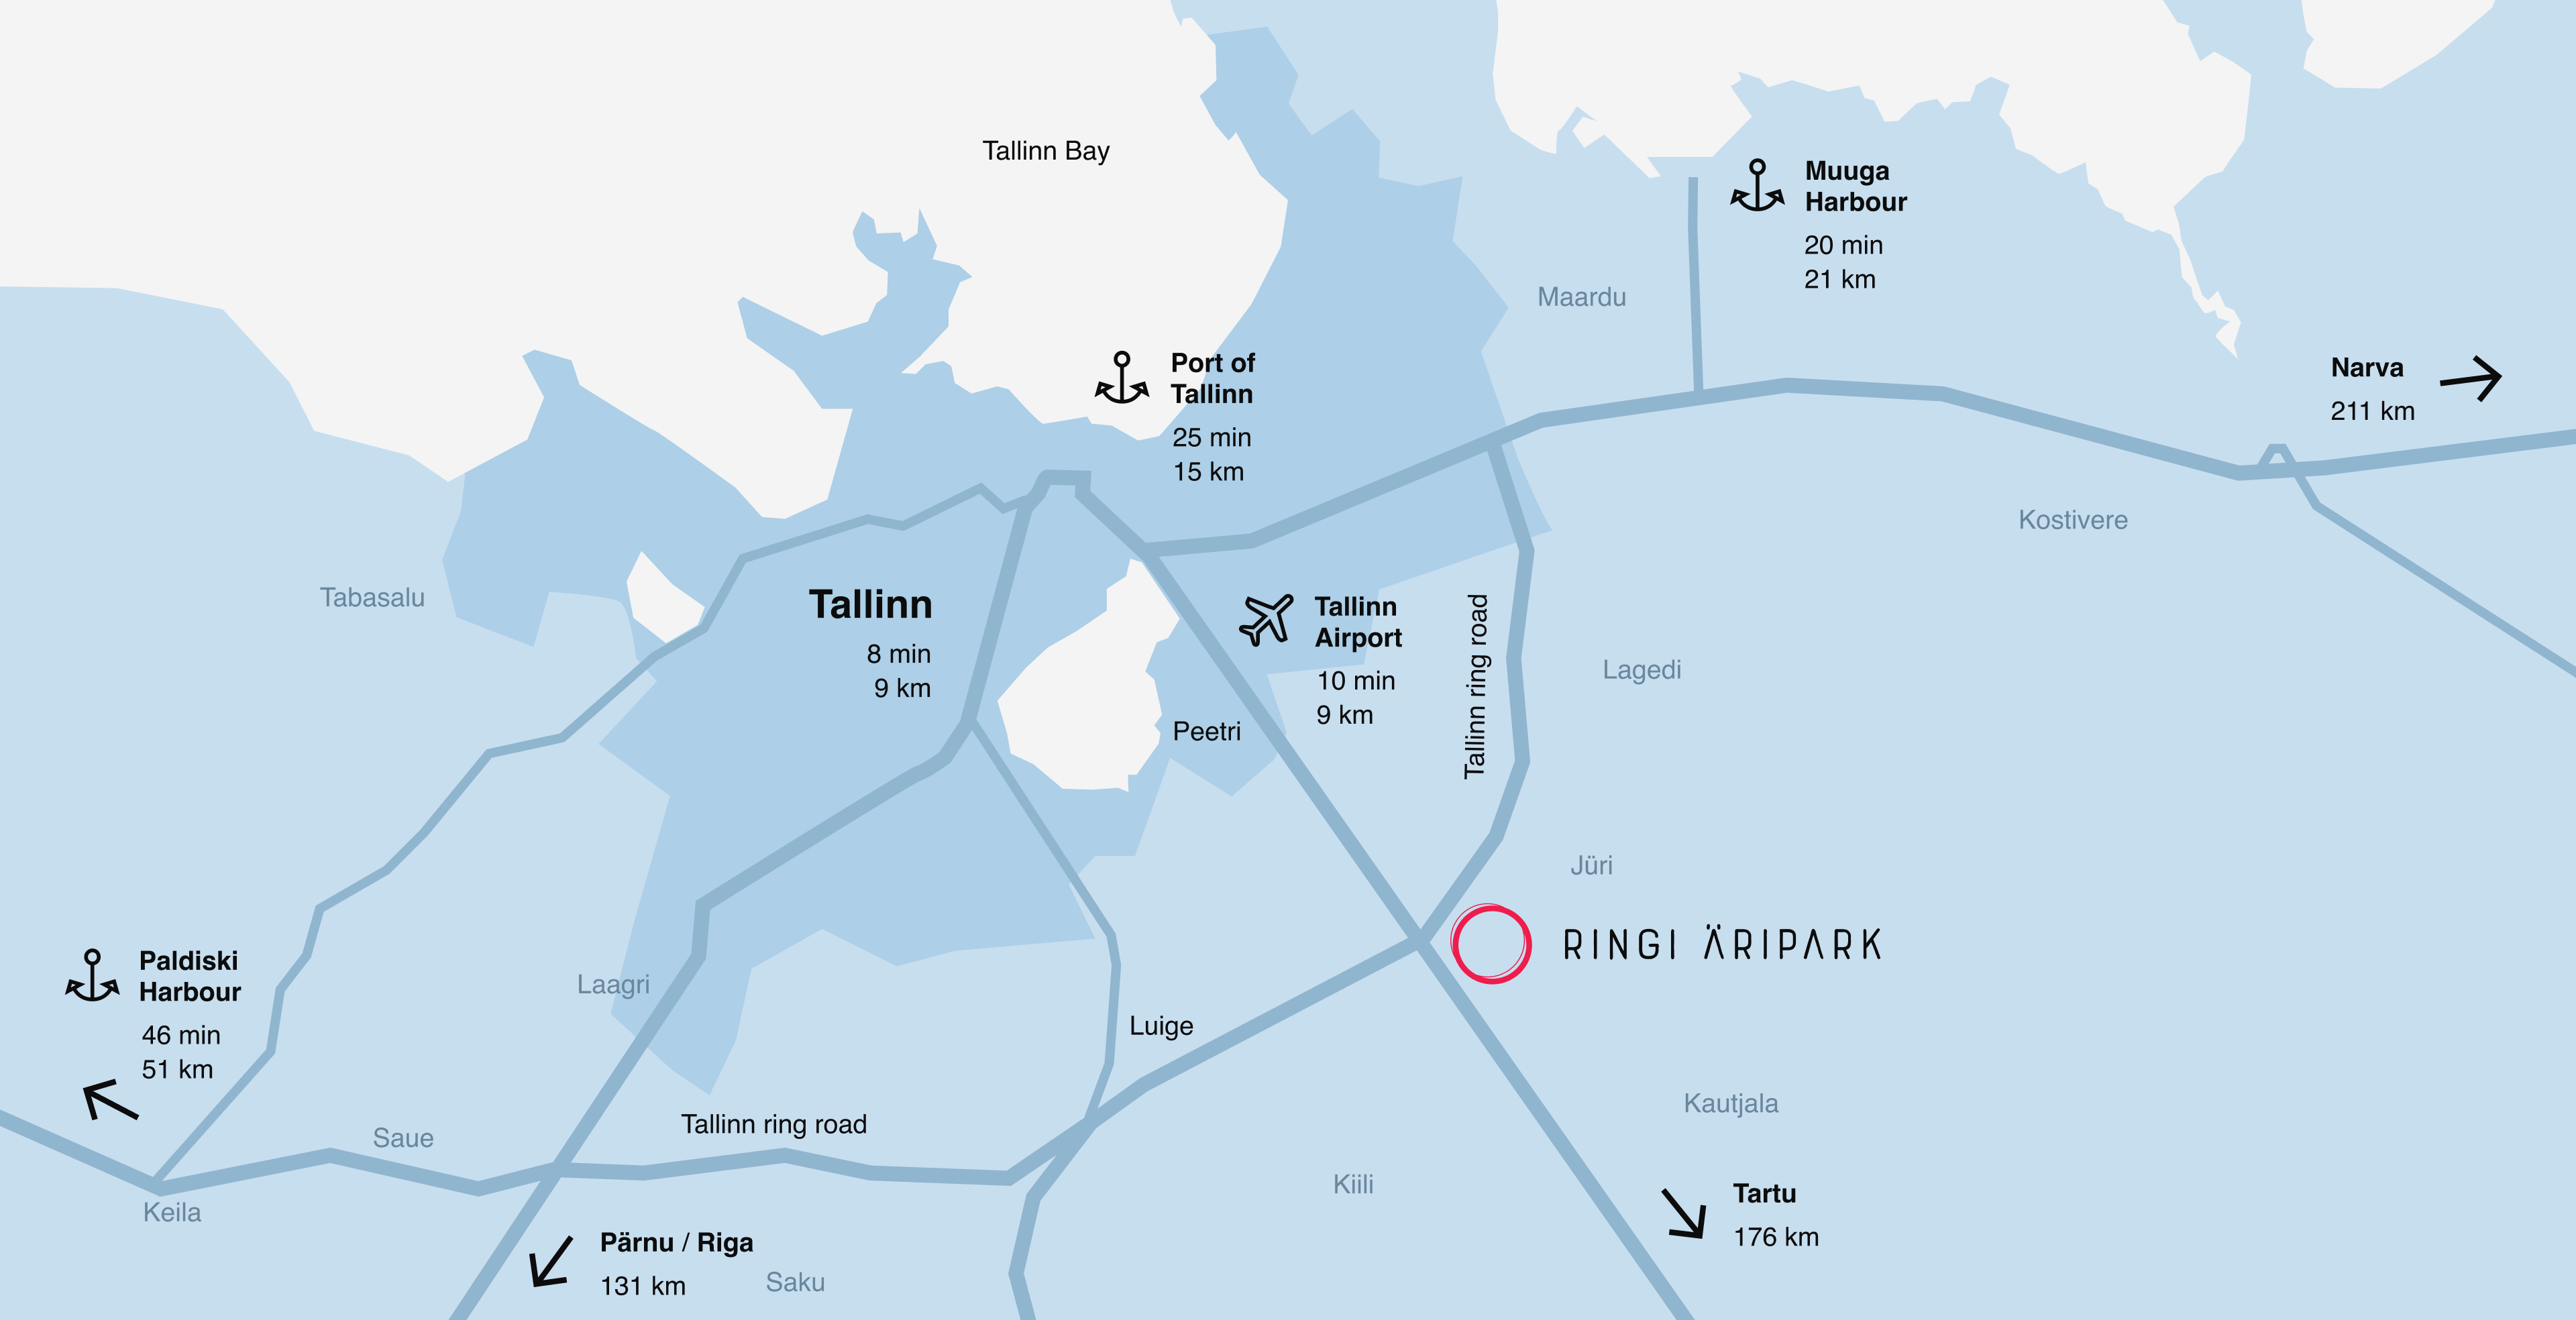 Tallinn Bay
Muuga
Harbour
20 min
21 km
Maardu
Port of
Tallinn
25 min
15 km
Narva
211 km
Kostivere
Tabasalu
Tallinn
8 min
9 km
Tallinn
Airport
10 min
9 km
Tallinn ring road
Lagedi
Peetri
Jüri
RINGI ÄRIPARK
Paldiski
Harbour
46 min
51 km
Laagri
Luige
Kautjala
Tallinn ring road
Saue
Kiili
Keila
Tartu
176 km
Pärnu / Riga
131 km
Saku